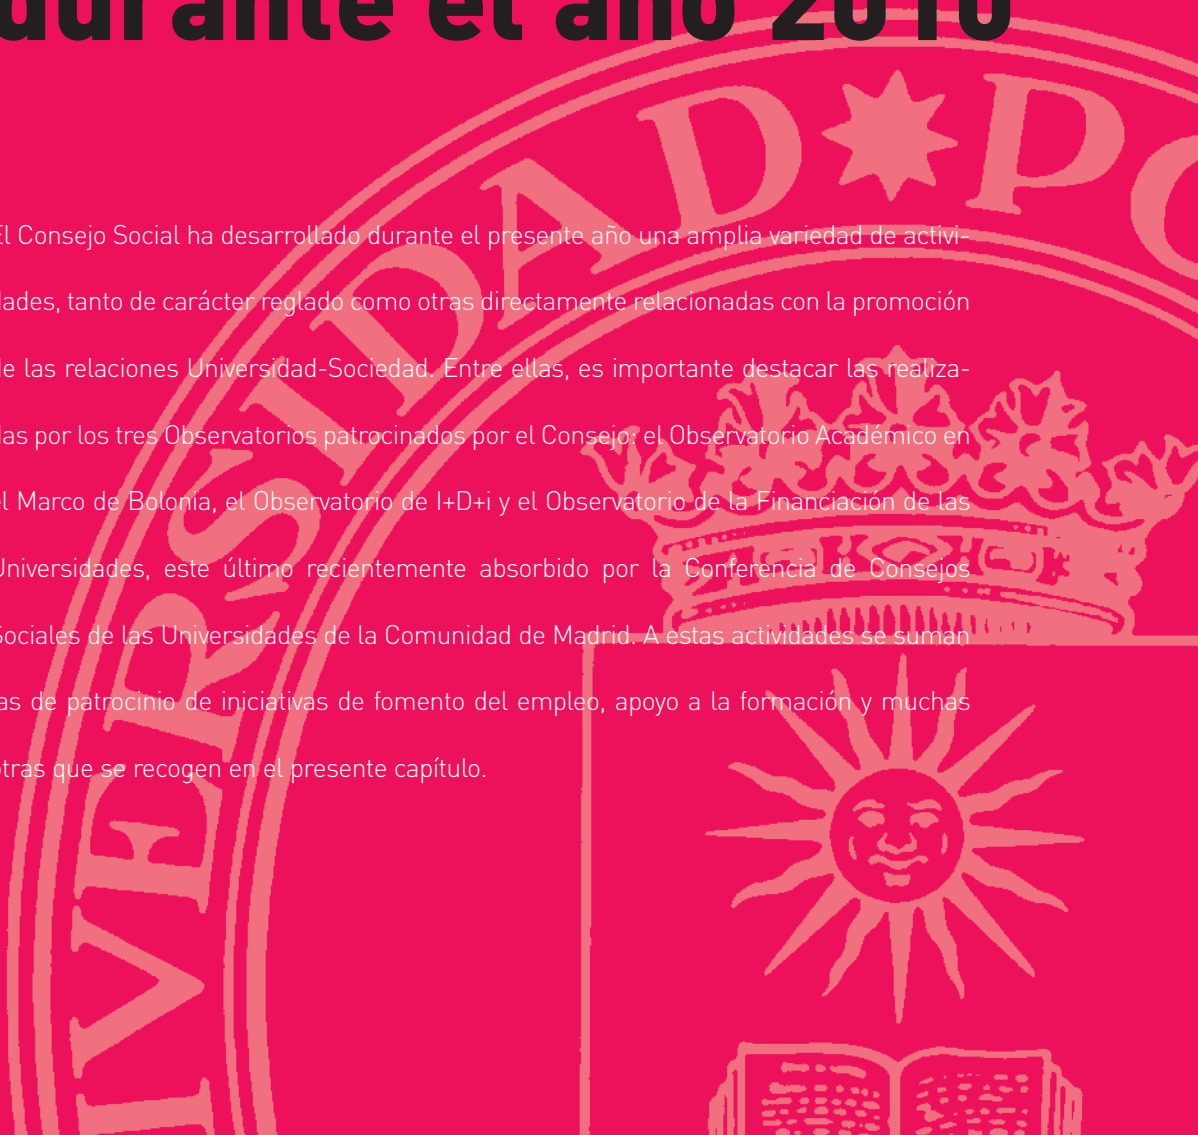 durante el año 2010
UNIVERSIDAD * PO
El Consejo Social ha desarrollado durante el presente año una amplia variedad de activi-
dades, tanto de carácter reglado como otras directamente relacionadas con la promoción
de las relaciones Universidad-Sociedad. Entre ellas, es importante destacar las realiza-
das por los tres Observatorios patrocinados por el Consejo: el Observatorio Académico en
el Marco de Bolonia, el Observatorio de I+D+i y el Observatorio de la Financiación de las
Universidades, este último recientemente absorbido por la Conferencia de Consejos
Sociales de las Universidades de la Comunidad de Madrid. A estas actividades se suman
las de patrocinio de iniciativas de fomento del empleo, apoyo a la formación y muchas
otras que se recogen en el presente capítulo.